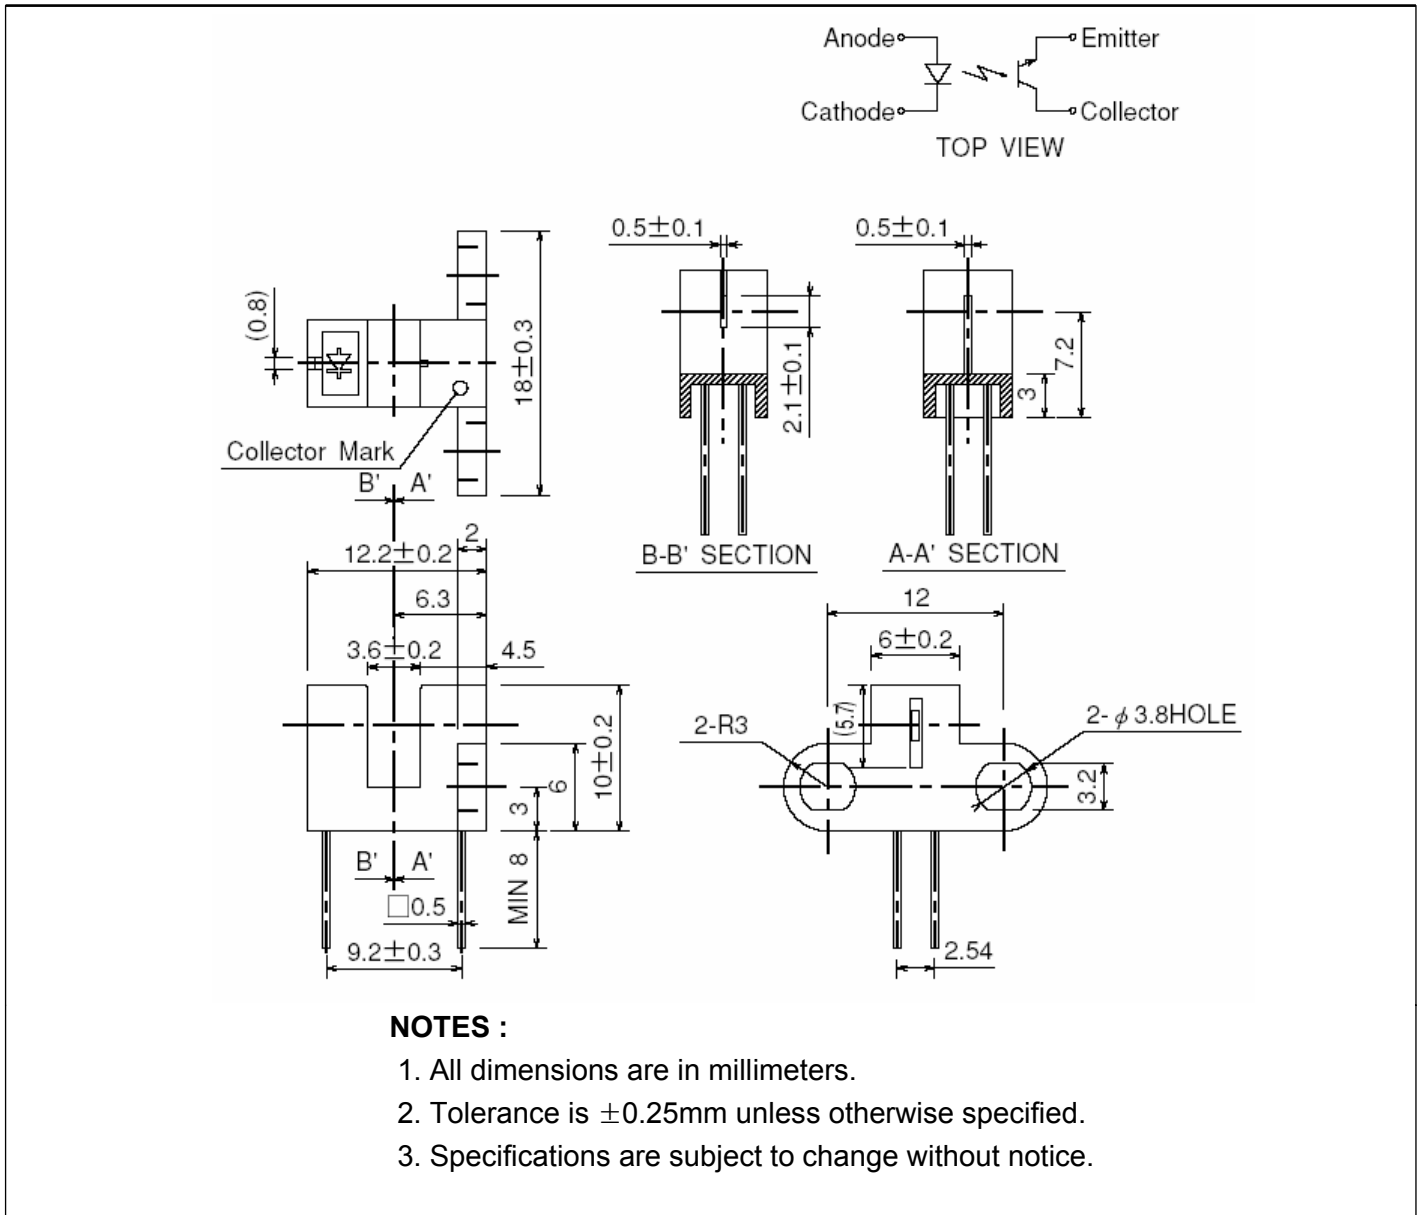 Anode
Emitter
Cathode
Collector
TOP VIEW
0.5±0.1
0.5±0.1
(0.8)
18±0.3
2.1±0.1
7.2
3
Collector Mark
B' A'
2
12.2±0.2
B-B' SECTION
A-A' SECTION
6.3
12
3.6±0.2
4.5
6±0.2
(5.7)
2-R3
2-φ3.8HOLE
10±0.2
6
3
3.2
B' A'
MIN 8
□0.5
9.2±0.3
2.54
NOTES :
1. All dimensions are in millimeters.
2. Tolerance is ±0.25mm unless otherwise specified.
3. Specifications are subject to change without notice.